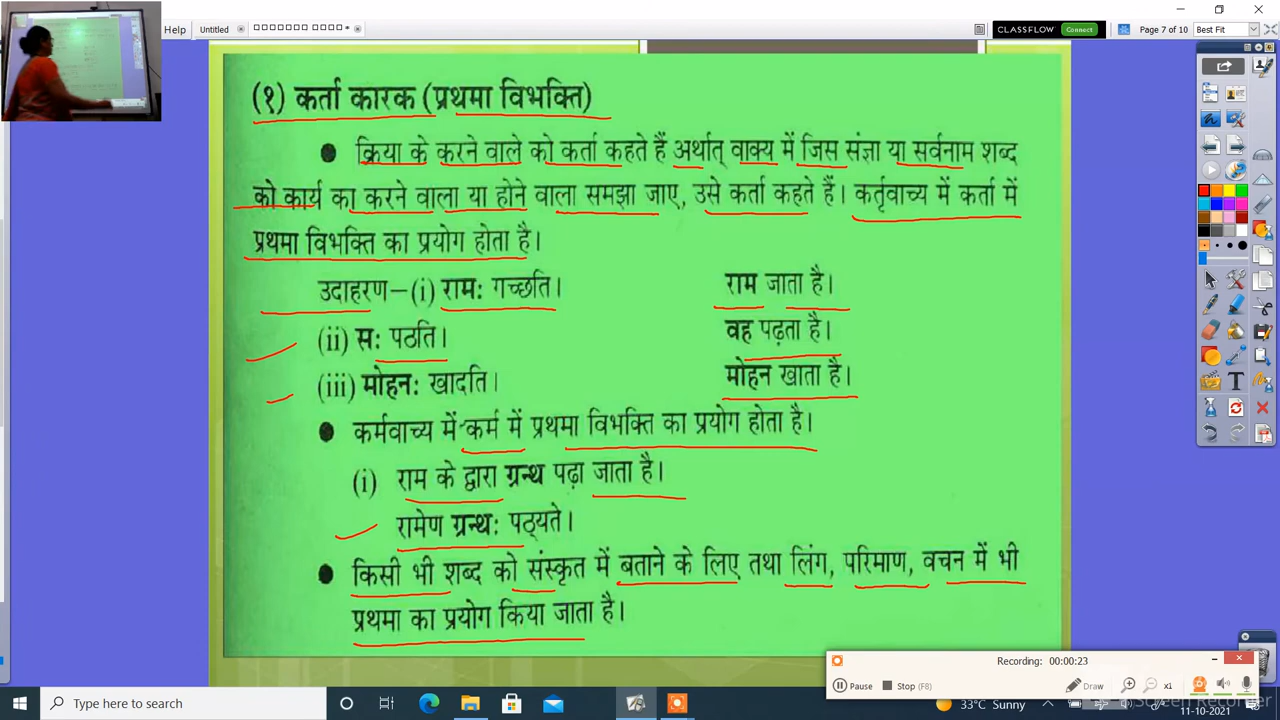 Help Untitled
CLASSFLOW Connect Page 7 of 10 Best Fit
(१) कर्ता कारक (प्रथमा विभक्ति)
● क्रिया के करने वाले को कर्ता कहते हैं अर्थात् वाक्य में जिस संज्ञा या सर्वनाम शब्द
को कार्य का करने वाला या होने वाला समझा जाए, उसे कर्ता कहते हैं। कर्तृवाच्य में कर्ता में
प्रथमा विभक्ति का प्रयोग होता है।
उदाहरण–(i) रामः गच्छति। राम जाता है।
(ii) सः पठति। वह पढ़ता है।
(iii) मोहनः खादति। मोहन खाता है।
● कर्मवाच्य में कर्म में प्रथमा विभक्ति का प्रयोग होता है।
(i) राम के द्वारा ग्रन्थ पढ़ा जाता है।
रामेण ग्रन्थः पठ्यते।
● किसी भी शब्द को संस्कृत में बताने के लिए तथा लिंग, परिमाण, वचन में भी
प्रथमा का प्रयोग किया जाता है।
Recording: 00:00:23
Pause Stop (F8) Draw x1
Type here to search
33°C Sunny
11-10-2021